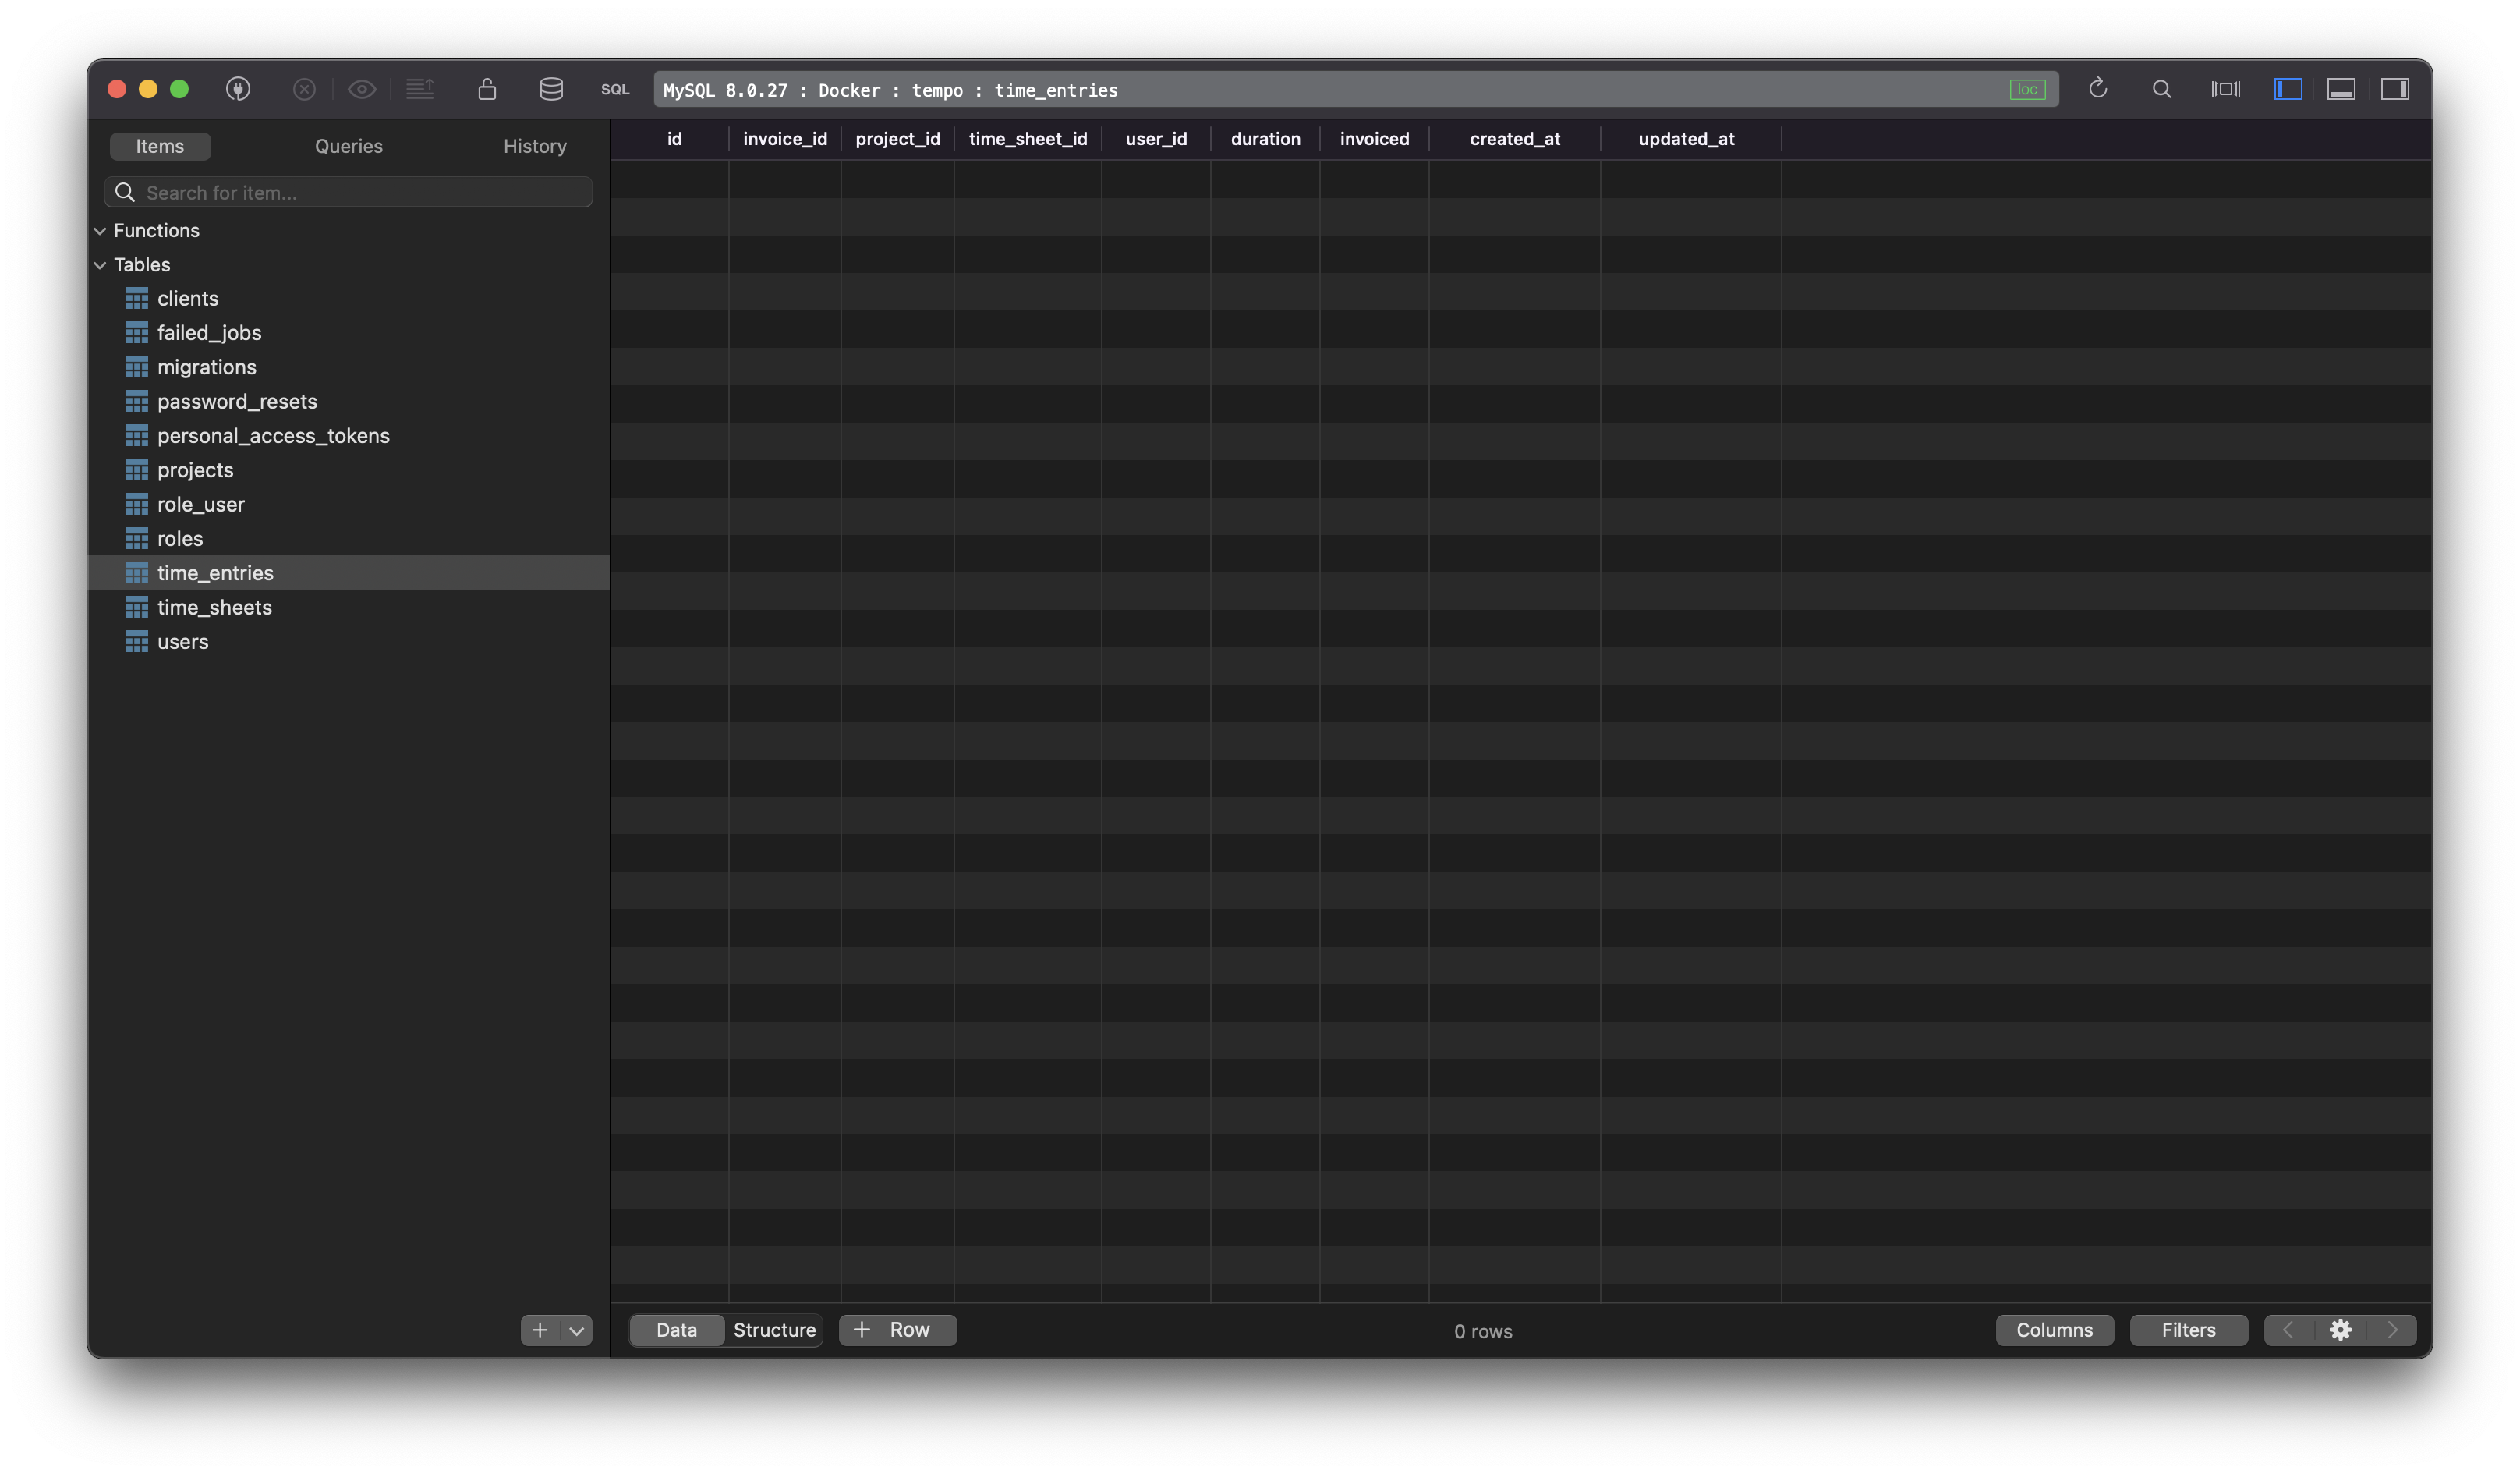 SQL
MySQL 8.0.27 : Docker : tempo : time_entries
loc
Items
Queries
History
Search for item...
Functions
Tables
clients
failed_jobs
migrations
password_resets
personal_access_tokens
projects
role_user
roles
time_entries
time_sheets
users
id invoice_id project_id time_sheet_id user_id duration invoiced created_at updated_at
Data
Structure
Row
0 rows
Columns
Filters